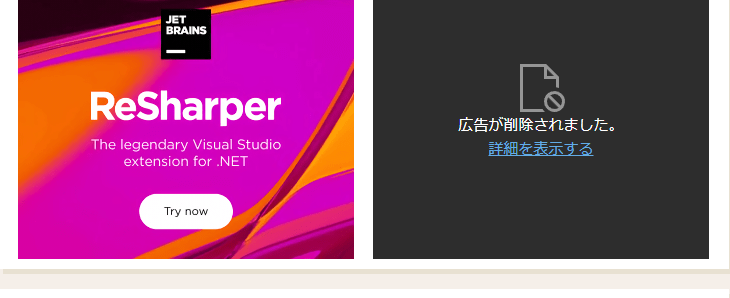 JET
BRAINS
ReSharper
The legendary Visual Studio
extension for .NET
Try now
広告が削除されました。
詳細を表示する